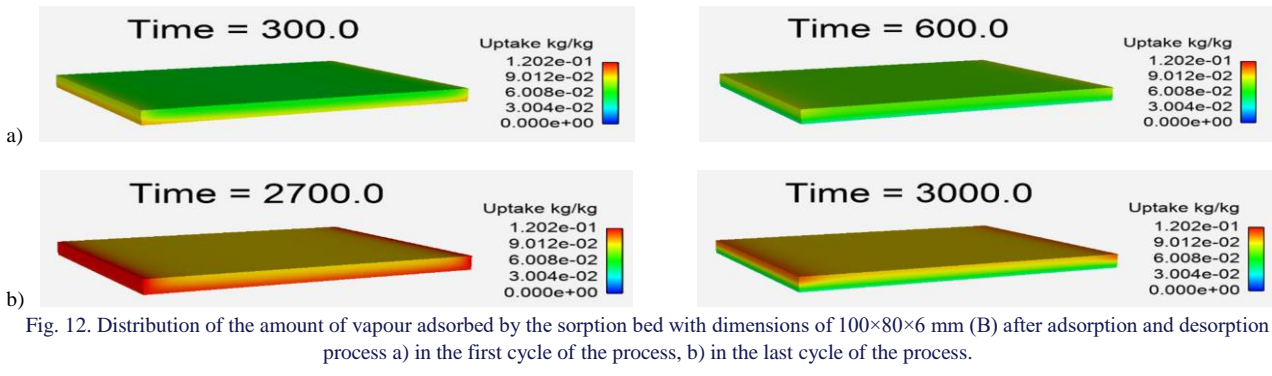 Time = 300.0
Uptake kg/kg
1.202e-01
9.012e-02
6.008e-02
3.004e-02
0.000e+00
Time = 600.0
Uptake kg/kg
1.202e-01
9.012e-02
6.008e-02
3.004e-02
0.000e+00
a)
Time = 2700.0
Uptake kg/kg
1.202e-01
9.012e-02
6.008e-02
3.004e-02
0.000e+00
Time = 3000.0
Uptake kg/kg
1.202e-01
9.012e-02
6.008e-02
3.004e-02
0.000e+00
b)
Fig. 12. Distribution of the amount of vapour adsorbed by the sorption bed with dimensions of 100×80×6 mm (B) after adsorption and desorption
process a) in the first cycle of the process, b) in the last cycle of the process.